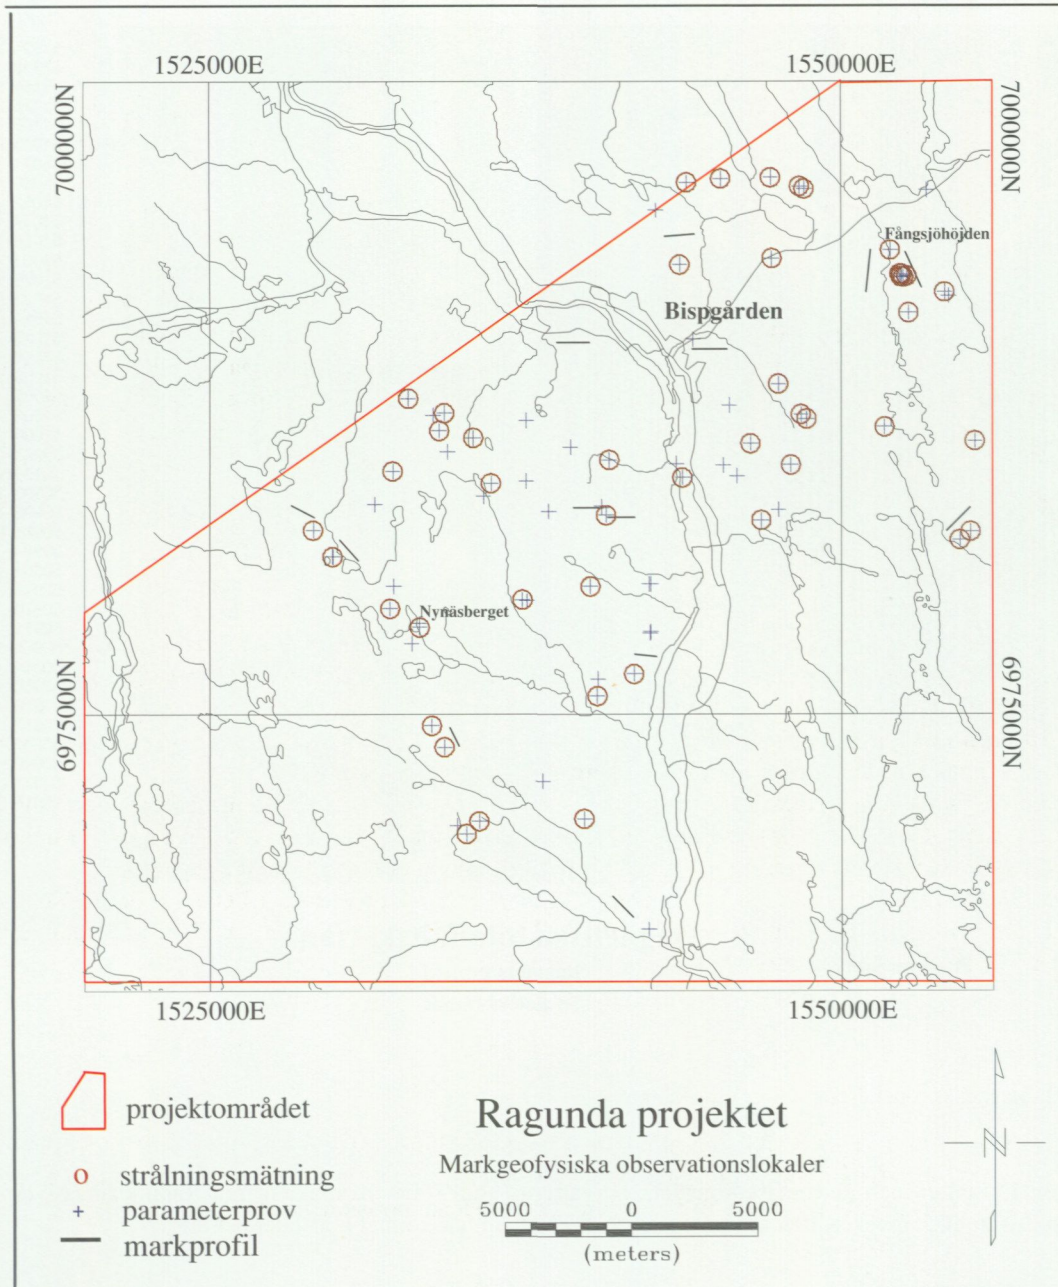 1525000E
1550000E
7000000N
7000000N
Fångsjöhöjden
Bispgården
Nynäsberget
6975000N
6975000N
1525000E
1550000E
projektområdet
strålningsmätning
parameterprov
markprofil
Ragunda projektet
Markgeofysiska observationslokaler
5000 0 5000
(meters)
N